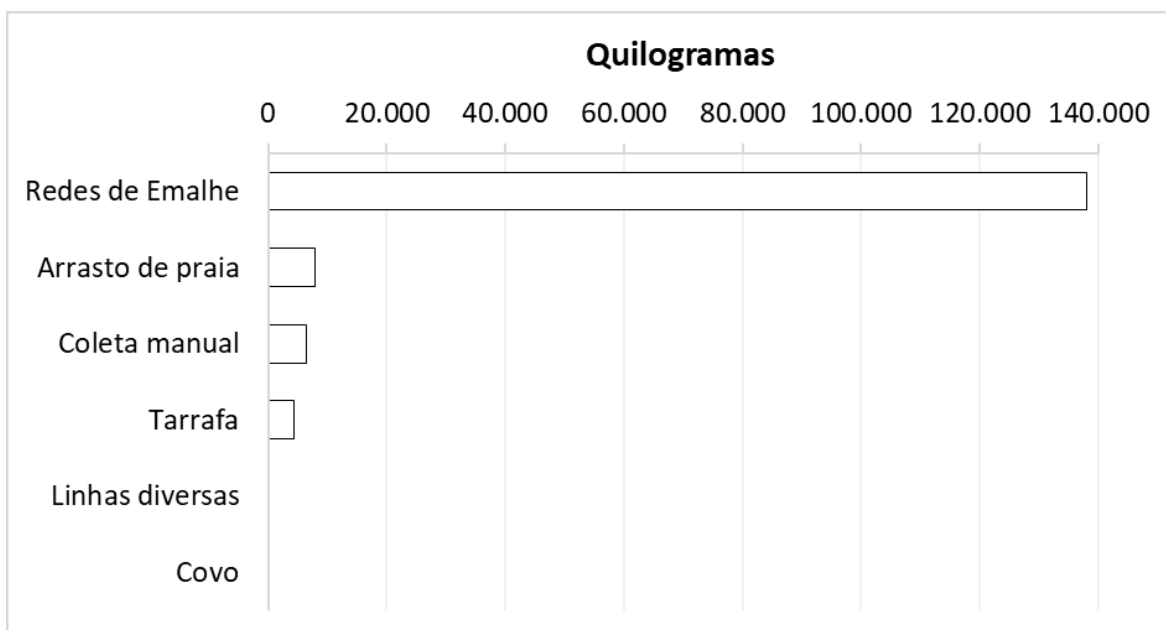 Quilogramas
0 20.000 40.000 60.000 80.000 100.000 120.000 140.000
Redes de Emalhe
Arrasto de praia
Coleta manual
Tarrafa
Linhas diversas
Covo